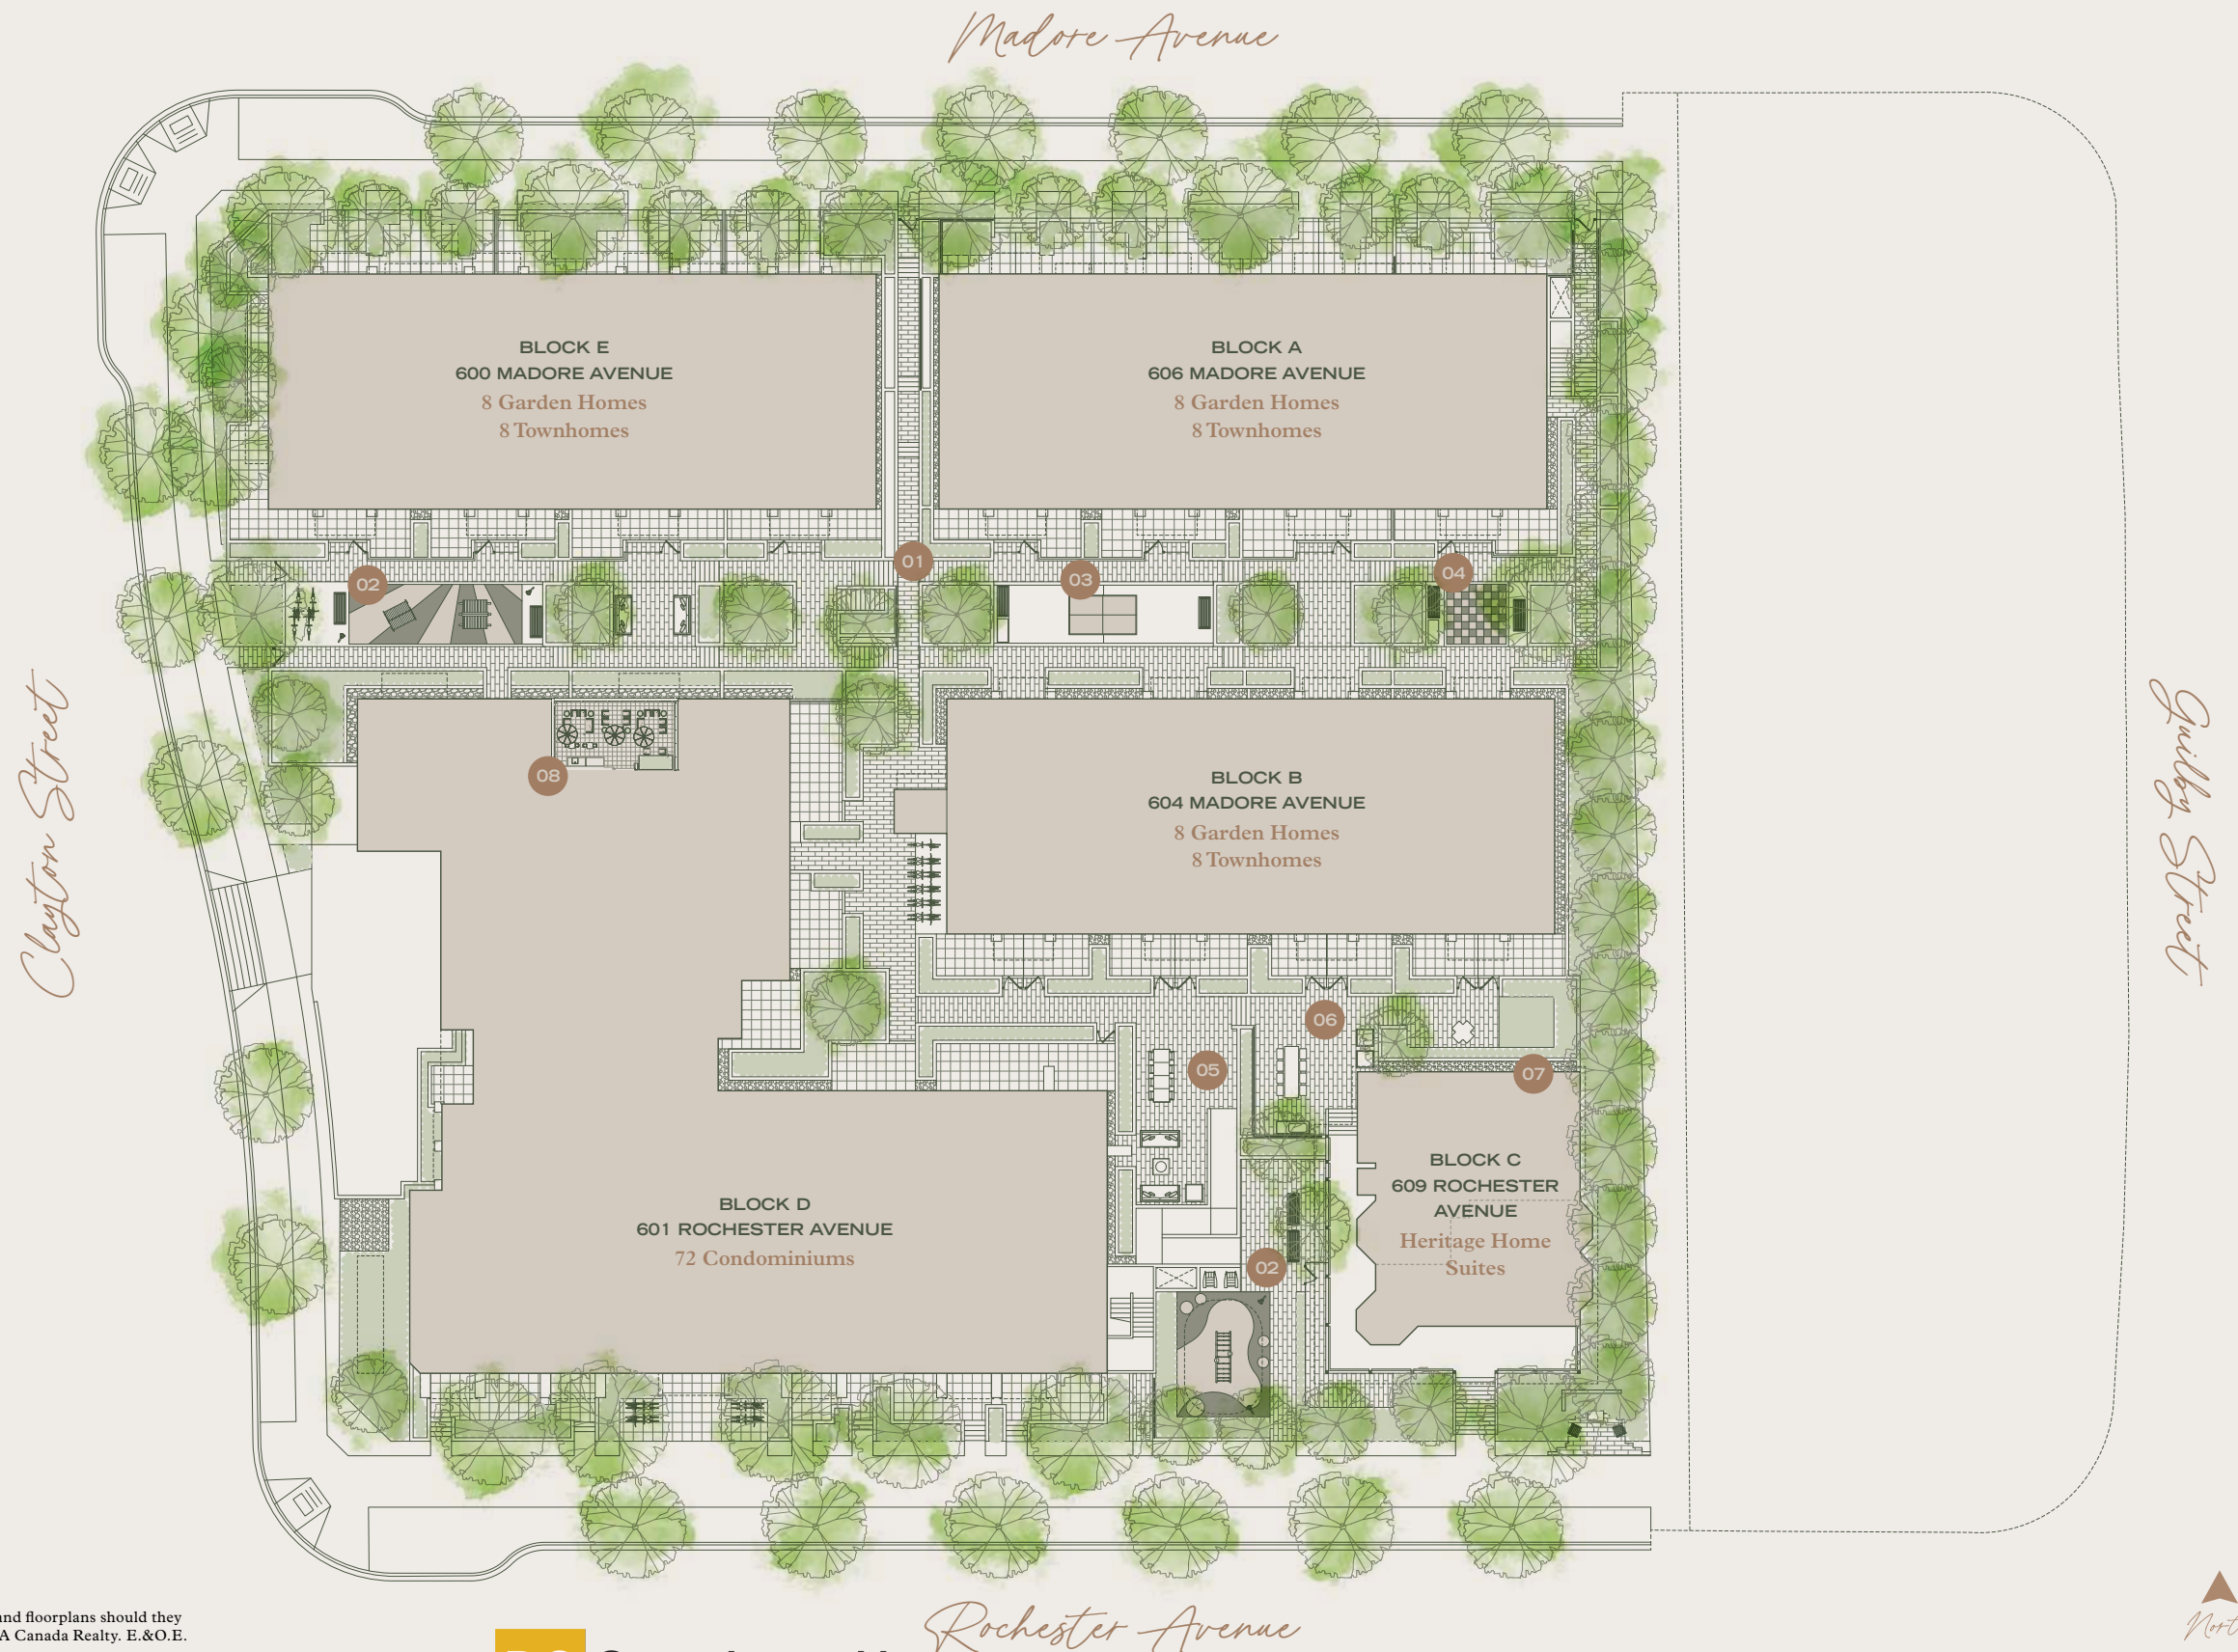 Madore Avenue
BLOCK E
600 MADORE AVENUE
8 Garden Homes
8 Townhomes
BLOCK A
606 MADORE AVENUE
8 Garden Homes
8 Townhomes
01
02
03
04
Clayton Street
Guilby Street
08
BLOCK B
604 MADORE AVENUE
8 Garden Homes
8 Townhomes
06
05
07
BLOCK D
601 ROCHESTER AVENUE
72 Condominiums
BLOCK C
609 ROCHESTER
AVENUE
Heritage Home
Suites
02
and floorplans should they
A Canada Realty. E.&O.E.
Rochester Avenue